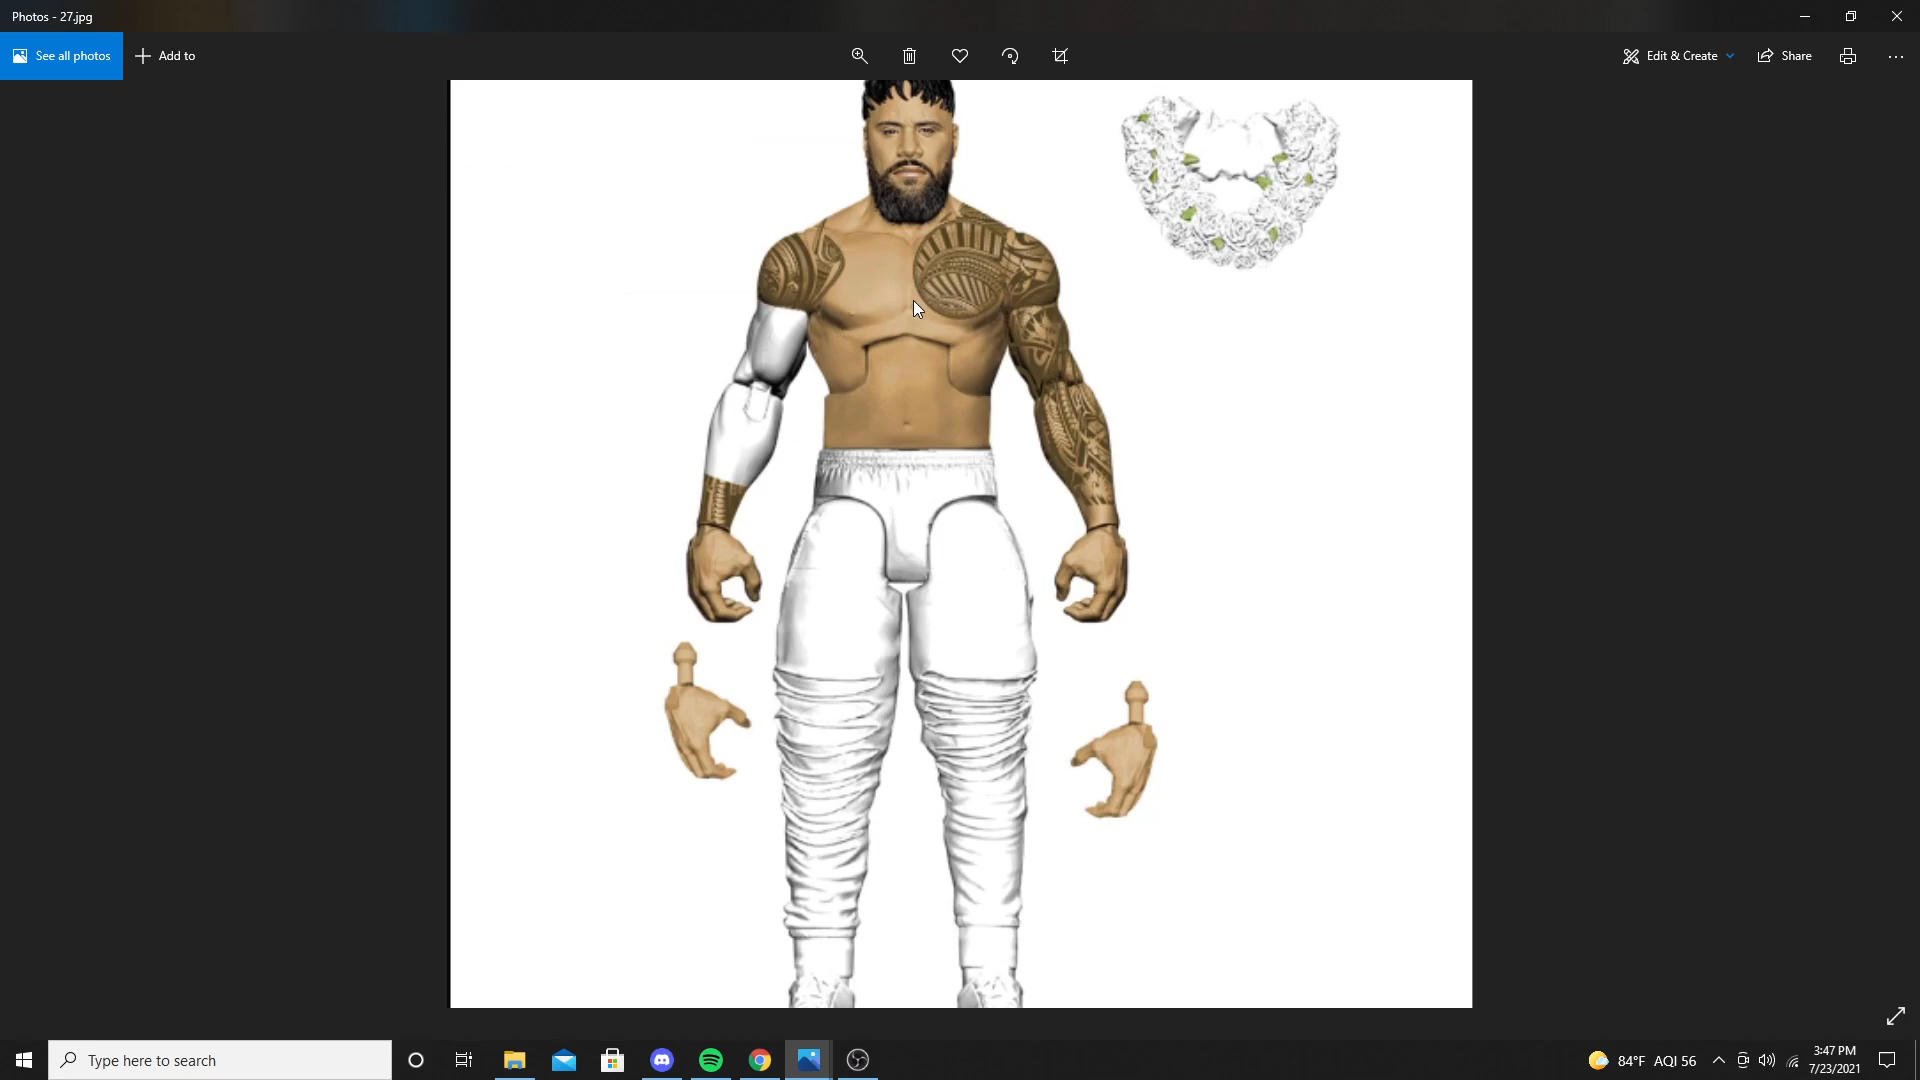 Photos - 27.jpg
See all photos
Add to
Edit & Create
Share
Type here to search
84°F AQI 56
3:47 PM
7/23/2021